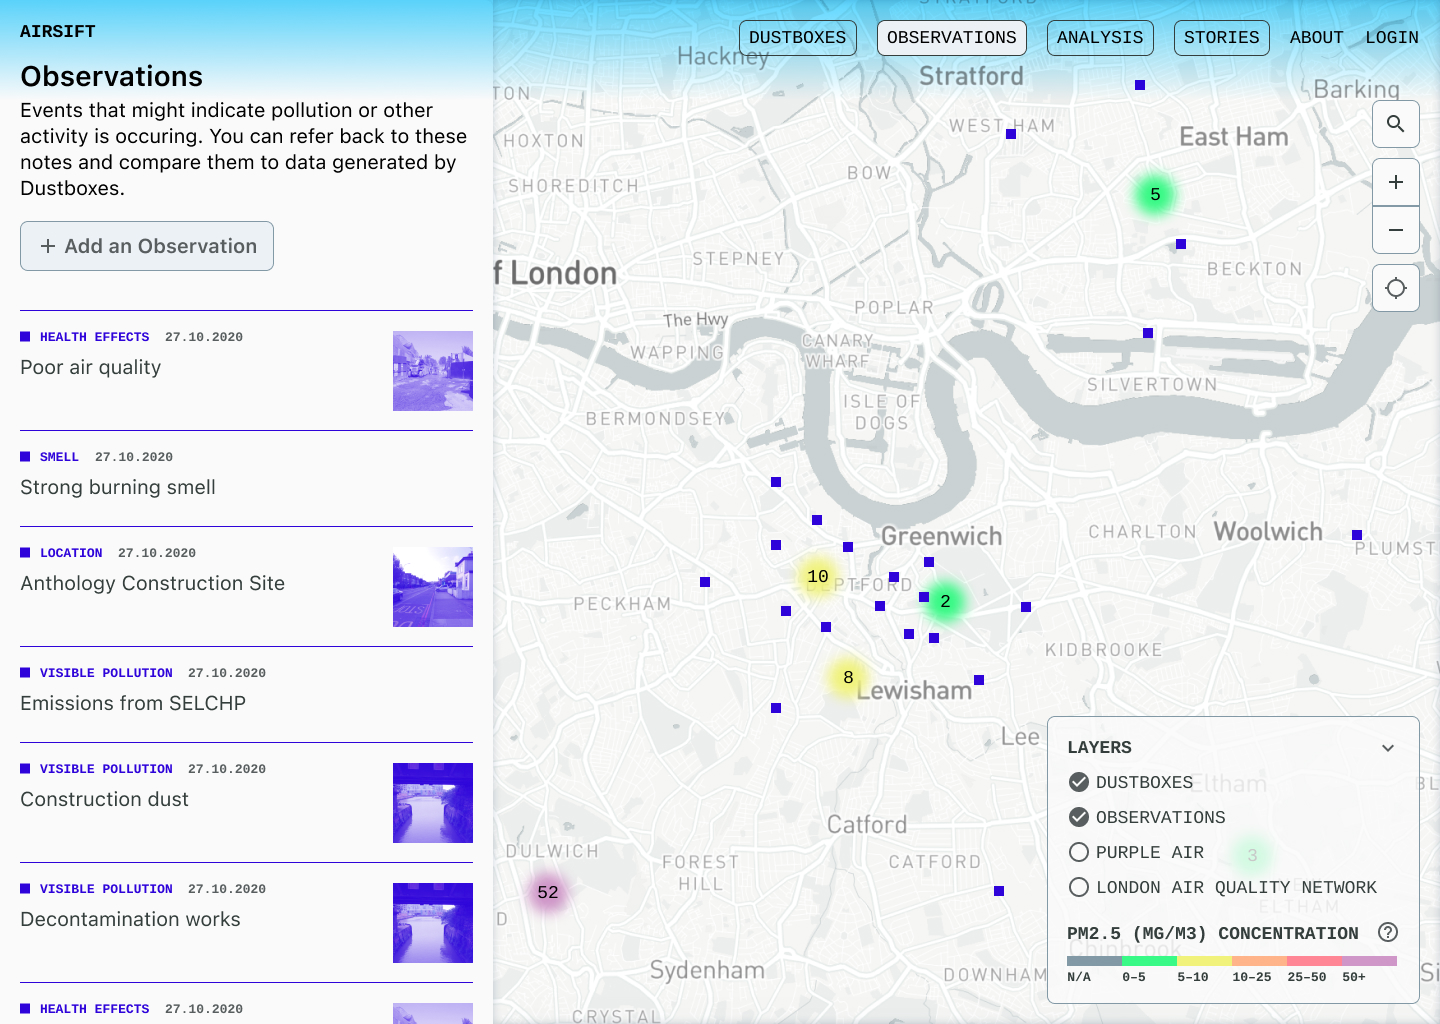 AIRSIFT
DUSTBOXES
OBSERVATIONS
ANALYSIS
STORIES
ABOUT
LOGIN
Observations
Events that might indicate pollution or other
activity is occuring. You can refer back to these
notes and compare them to data generated by
Dustboxes.
+ Add an Observation
HEALTH EFFECTS 27.10.2020
Poor air quality
SMELL 27.10.2020
Strong burning smell
LOCATION 27.10.2020
Anthology Construction Site
VISIBLE POLLUTION 27.10.2020
Emissions from SELCHP
VISIBLE POLLUTION 27.10.2020
Construction dust
VISIBLE POLLUTION 27.10.2020
Decontamination works
HEALTH EFFECTS 27.10.2020
STRATFORD
Hackney
Stratford
Barking
TON
WEST HAM
East Ham
HOXTON
BOW
SHOREDITCH
5
STEPNEY
BECKTON
f London
POPLAR
The Hwy
WAPPING
CANARY
WHARF
SILVERTOWN
ISLE OF
DOGS
BERMONDSEY
Greenwich
CHARLTON
Woolwich
PLUMST
10
EPTFORD
2
PECKHAM
KIDBROOKE
8
Lewisham
Lee
Catford
DULWICH
FOREST
HILL
CATFORD
52
D
Sydenham
DOWNHAM
CRYSTAL
BL
Si
LAYERS
DUSTBOXES
Eltham
OBSERVATIONS
PURPLE AIR
3
LONDON AIR QUALITY NETWORK
ELTHAM
PM2.5 (MG/M3) CONCENTRATION
?
Chinbrook
N/A
0–5
5–10
10–25
25–50
50+